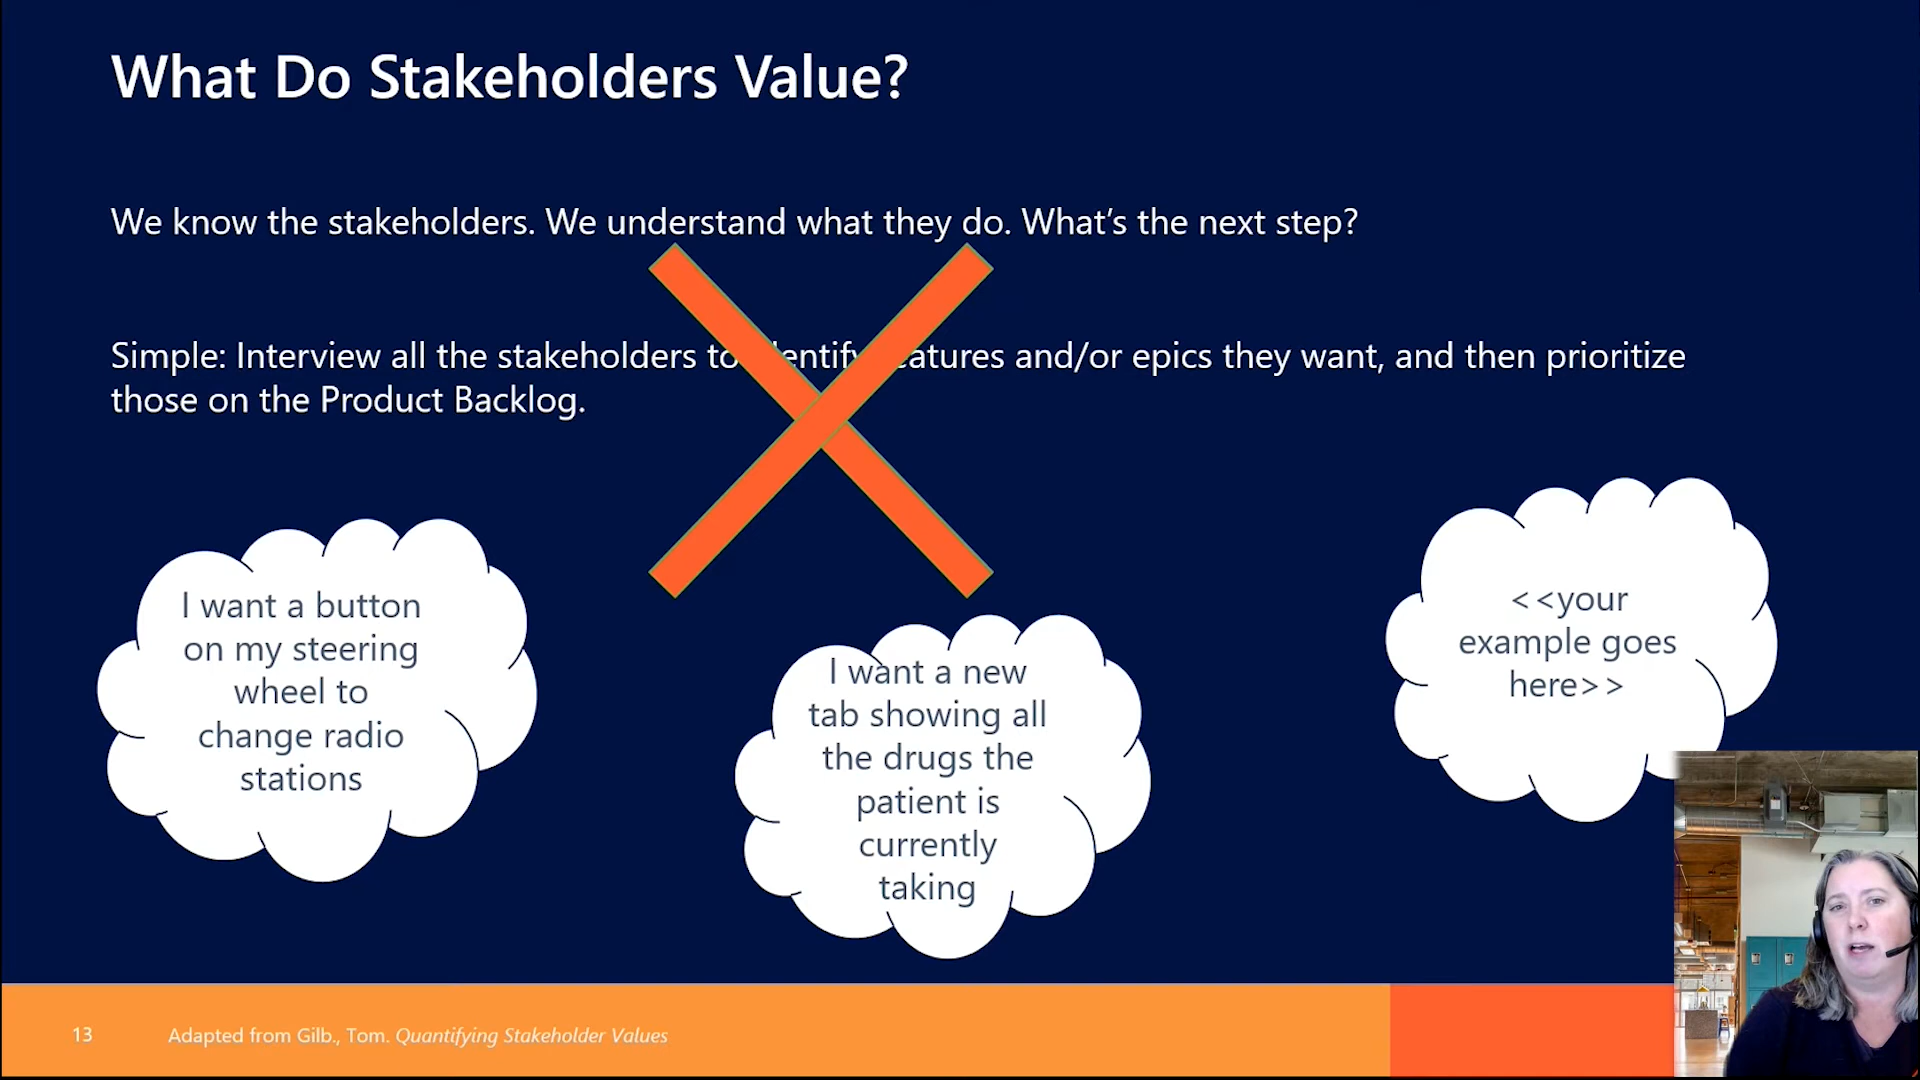 What Do Stakeholders Value?
We know the stakeholders. We understand what they do. What's the next step?
Simple: Interview all the stakeholders to and/or epics they want, and then prioritize
those on the Product Backlog.
I want a button
on my steering
wheel to
change radio
stations
I want a new
tab showing all
the drugs the
patient is
currently
taking
<<your
example goes
here>>
13
Adapted from Gilb., Tom. Quantifying Stakeholder Values